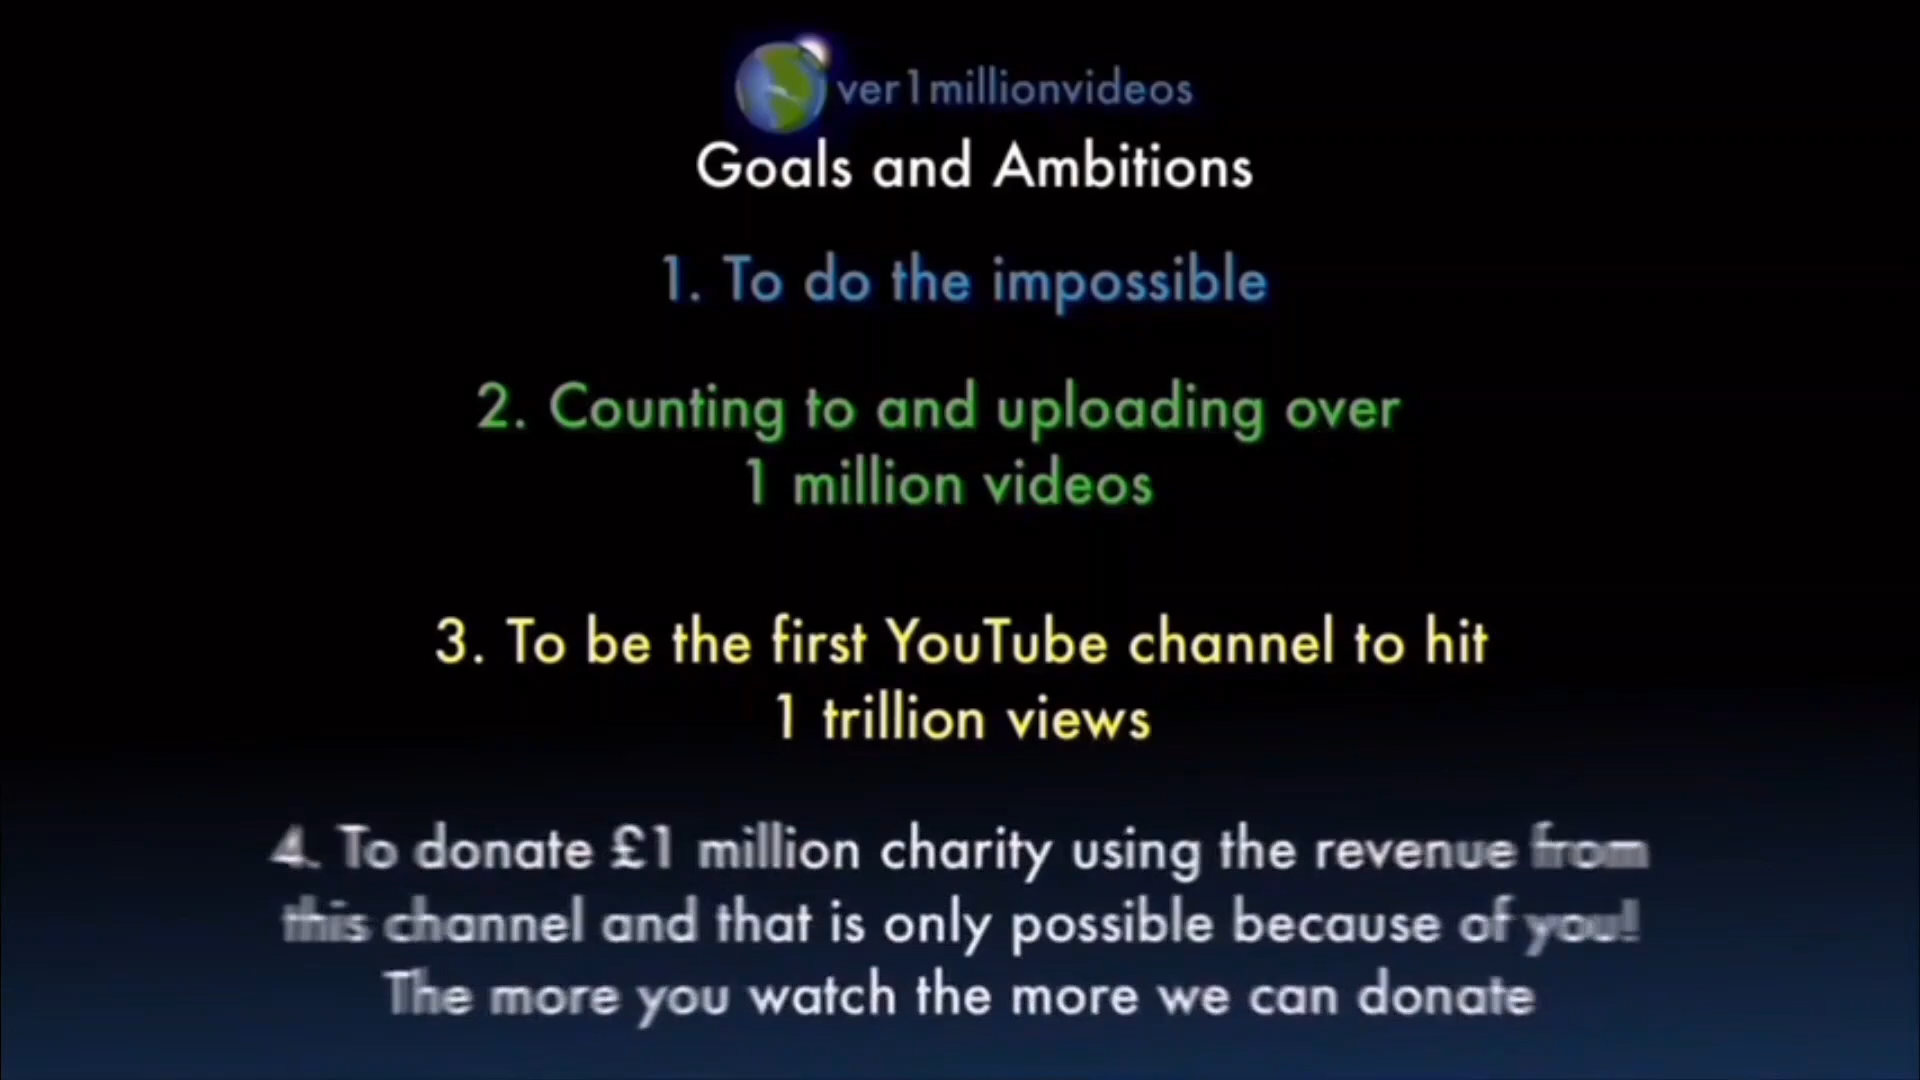 ver1millionvideos
Goals and Ambitions
1. To do the impossible
2. Counting to and uploading over
1 million videos
3. To be the first YouTube channel to hit
1 trillion views
4. To donate £1 million charity using the revenue from
this channel and that is only possible because of you!
The more you watch the more we can donate